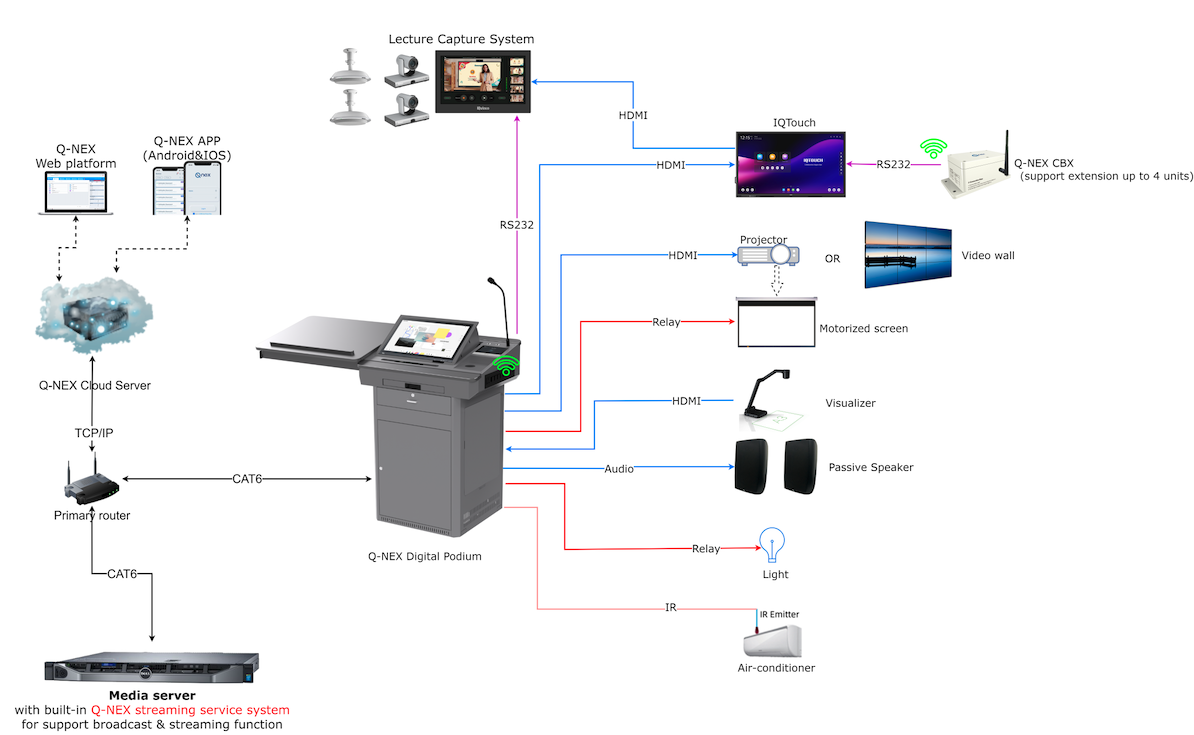 Lecture Capture System
HDMI
IQTouch
Q-NEX
Web platform
Q-NEX APP
(Android&IOS)
Qnex
HDMI
IQTOUCH
RS232
Q-NEX CBX
(support extension up to 4 units)
RS232
Projector
HDMI
OR
Video wall
Relay
Motorized screen
Q-NEX Cloud Server
HDMI
Visualizer
TCP/IP
CAT6
Audio
Passive Speaker
Primary router
Q-NEX Digital Podium
Relay
Light
CAT6
IR
IR Emitter
Air-conditioner
DELL
Media server
with built-in Q-NEX streaming service system
for support broadcast & streaming function